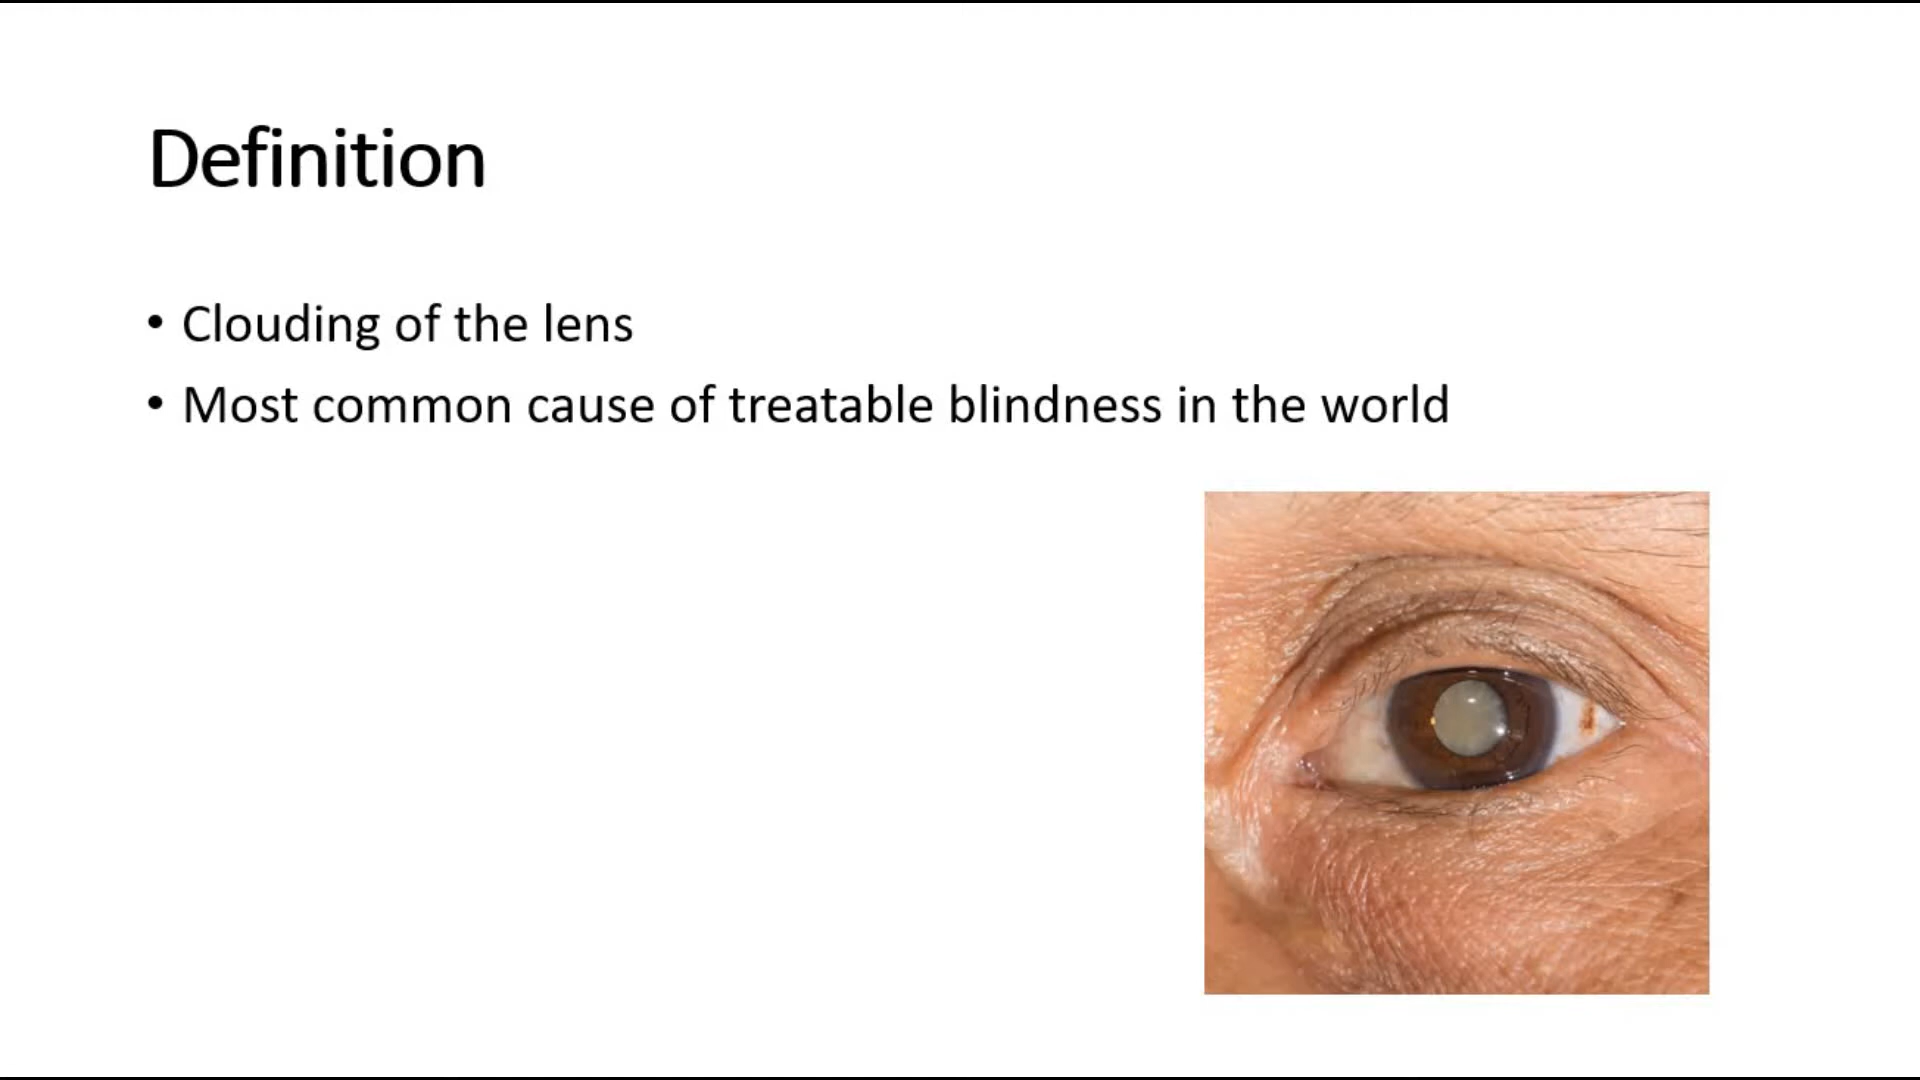 Definition
• Clouding of the lens
• Most common cause of treatable blindness in the world